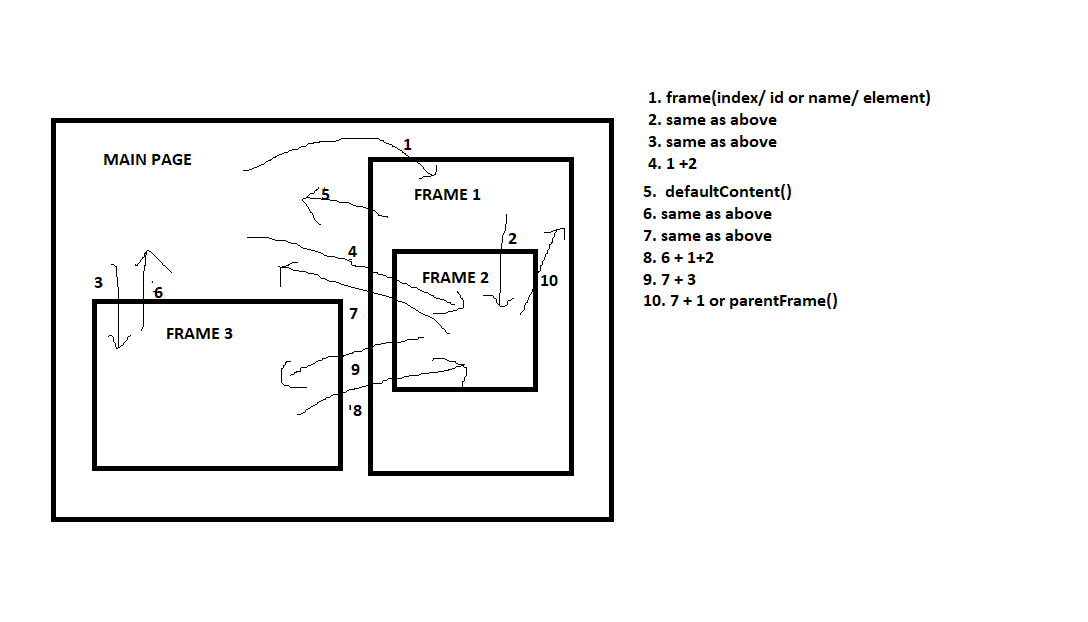 MAIN PAGE
1
FRAME 1
5
2
4
FRAME 2
10
3
'6
7
FRAME 3
9
'8
1. frame(index/ id or name/ element)
2. same as above
3. same as above
4. 1 +2
5.  defaultContent()
6. same as above
7. same as above
8. 6 + 1+2
9. 7 + 3
10. 7 + 1 or parentFrame()